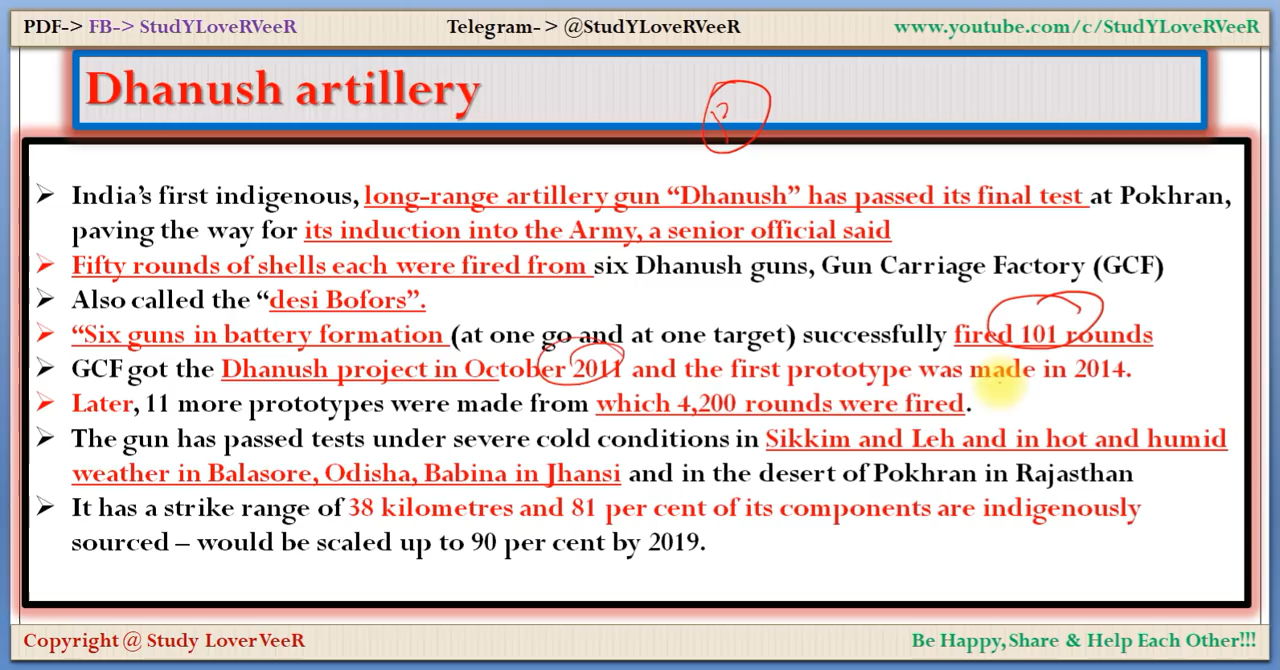 PDF-> FB-> StudYLoveRVeeR Telegram-> @StudYLoveRVeeR www.youtube.com/c/StudYLoveRVeeR
Dhanush artillery
➢ India’s first indigenous, long-range artillery gun “Dhanush” has passed its final test at Pokhran,
paving the way for its induction into the Army, a senior official said
➢ Fifty rounds of shells each were fired from six Dhanush guns, Gun Carriage Factory (GCF)
➢ Also called the “desi Bofors”.
➢ “Six guns in battery formation (at one go and at one target) successfully fired 101 rounds
➢ GCF got the Dhanush project in October 2011 and the first prototype was made in 2014.
➢ Later, 11 more prototypes were made from which 4,200 rounds were fired.
➢ The gun has passed tests under severe cold conditions in Sikkim and Leh and in hot and humid
weather in Balasore, Odisha, Babina in Jhansi and in the desert of Pokhran in Rajasthan
➢ It has a strike range of 38 kilometres and 81 per cent of its components are indigenously
sourced – would be scaled up to 90 per cent by 2019.
Copyright @ Study LoverVeeR Be Happy, Share & Help Each Other!!!